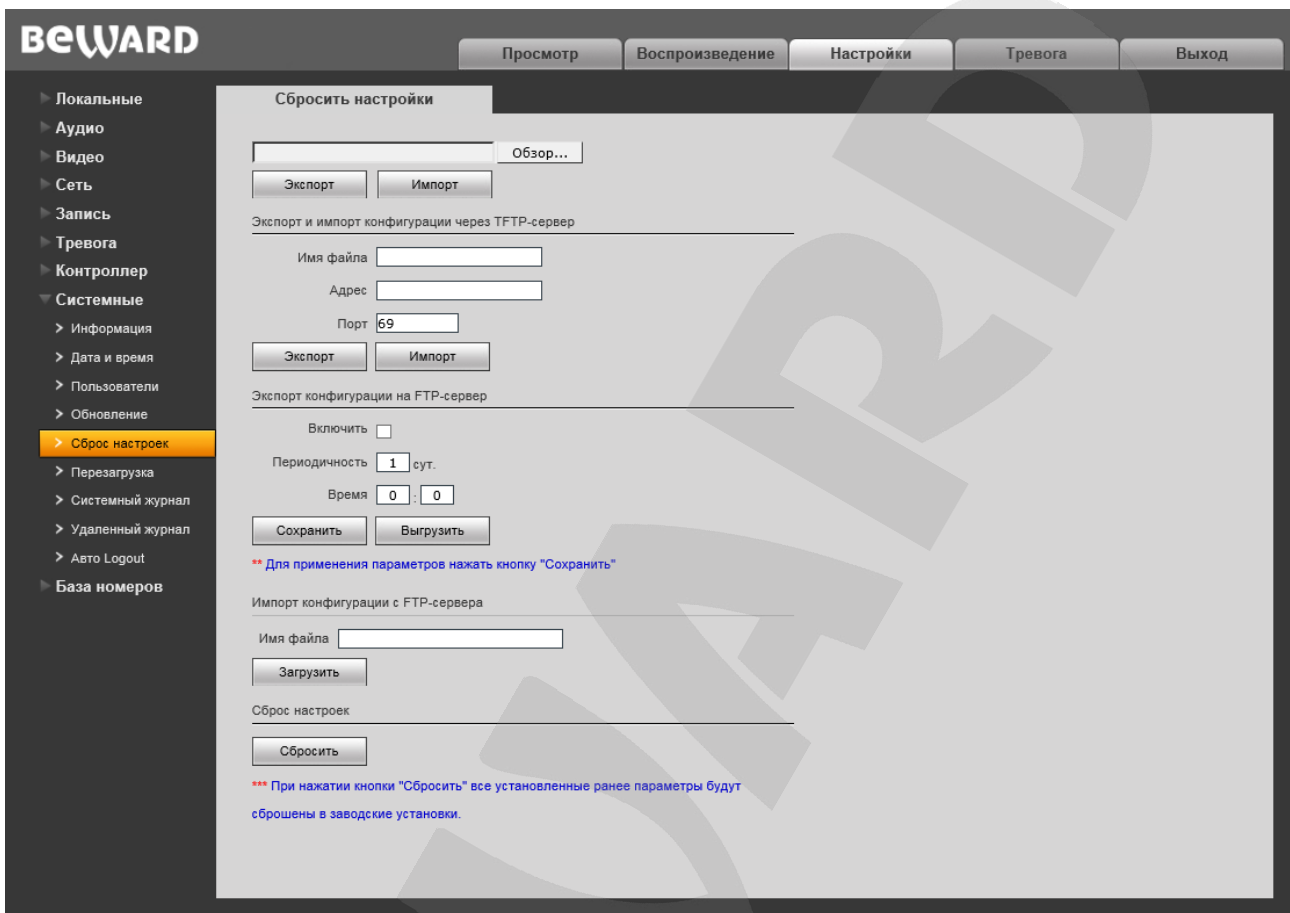 BEWARD
Просмотр Воспроизведение Настройки Тревога Выход
Локальные
Аудио
Видео
Сеть
Запись
Тревога
Контроллер
Системные
Информация
Дата и время
Пользователи
Обновление
Сброс настроек
Перезагрузка
Системный журнал
Удаленный журнал
Авто Logout
База номеров
Сбросить настройки
Обзор...
Экспорт Импорт
Экспорт и импорт конфигурации через TFTP-сервер
Имя файла
Адрес
Порт 69
Экспорт Импорт
Экспорт конфигурации на FTP-сервер
Включить
Периодичность 1 сут.
Время 0 : 0
Сохранить Выгрузить
** Для применения параметров нажать кнопку "Сохранить"
Импорт конфигурации с FTP-сервера
Имя файла
Загрузить
Сброс настроек
Сбросить
*** При нажатии кнопки "Сбросить" все установленные ранее параметры будут
сброшены в заводские установки.